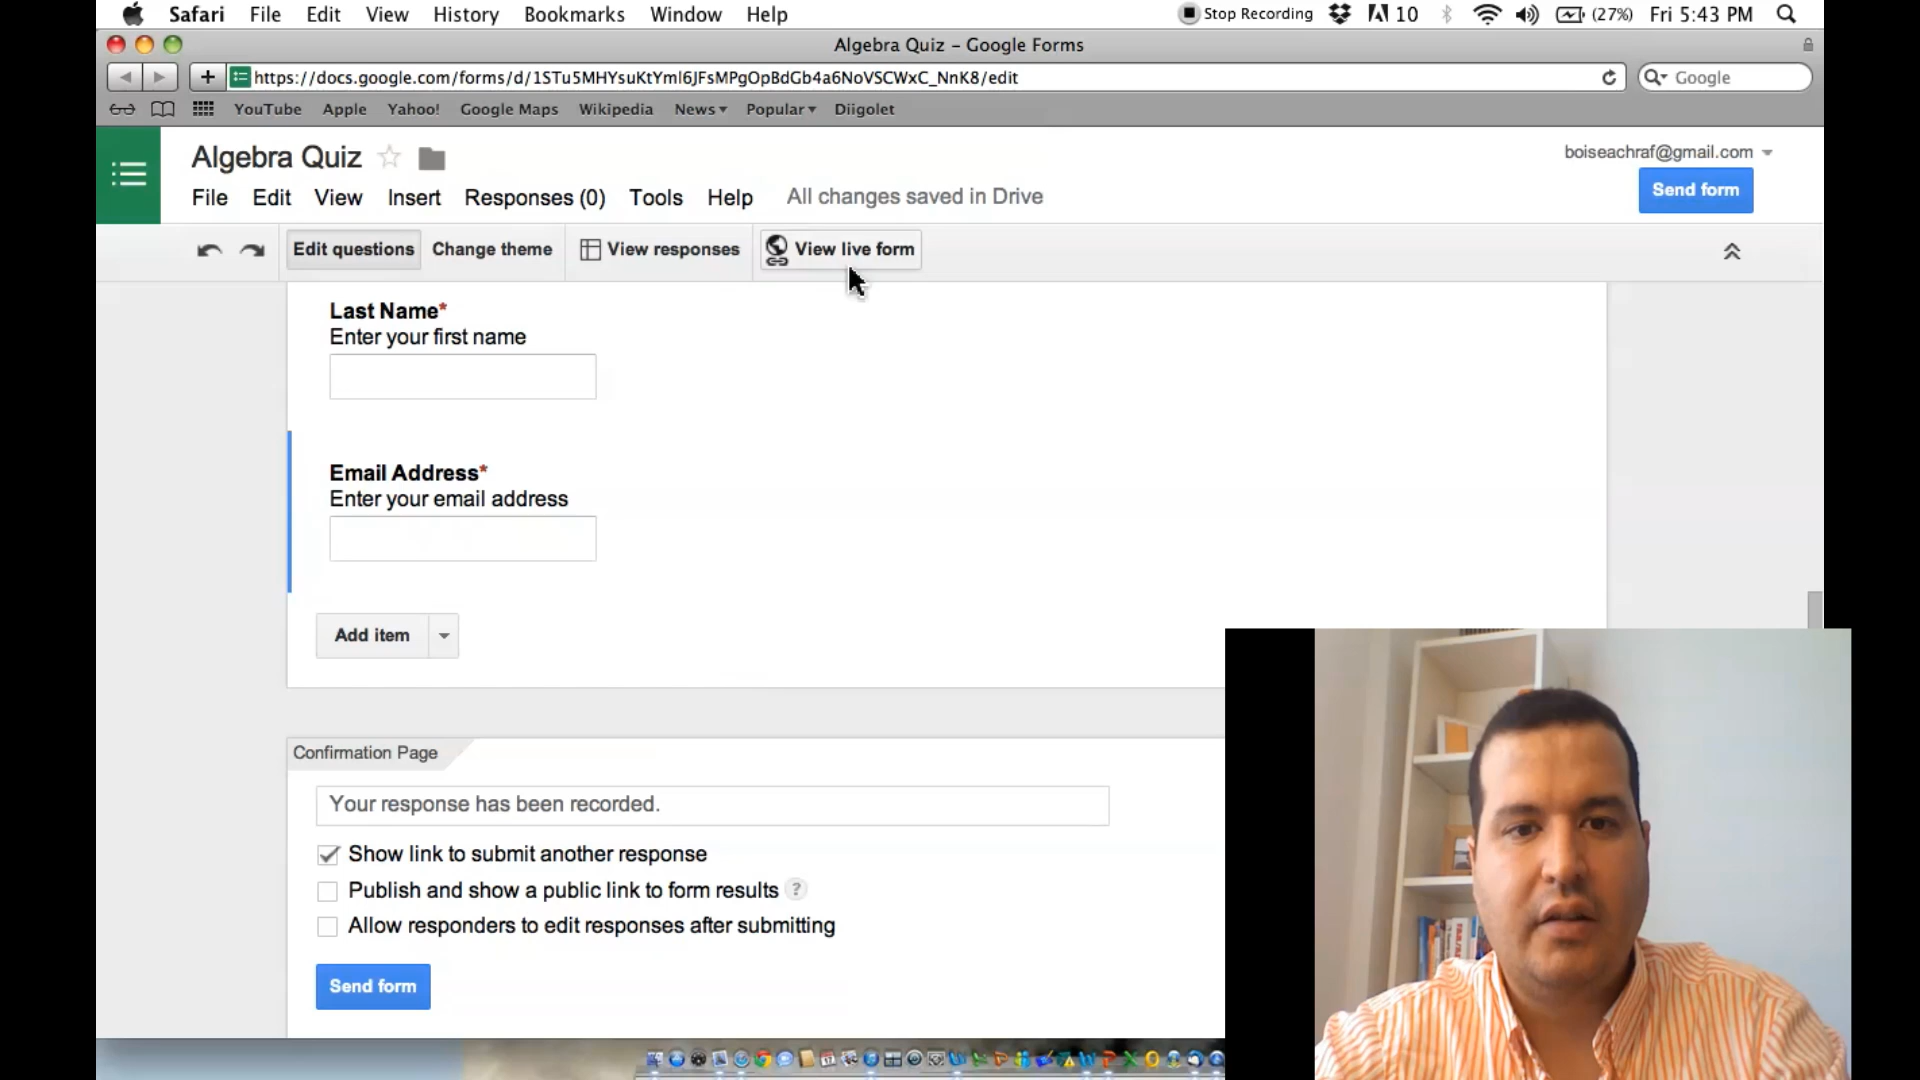 Safari File Edit View History Bookmarks Window Help Stop Recording 10 (27%) Fri 5:43 PM
Algebra Quiz – Google Forms
https://docs.google.com/forms/d/1STu5MHYsuKtYml6JFsMPgOpBdGb4a6NoVSCWxC_NnK8/edit Google
YouTube Apple Yahoo! Google Maps Wikipedia News Popular Diigolet
Algebra Quiz boiseachraf@gmail.com
File Edit View Insert Responses (0) Tools Help All changes saved in Drive Send form
Edit questions Change theme View responses View live form
Last Name*
Enter your first name
Email Address*
Enter your email address
Add item
Confirmation Page
Your response has been recorded.
Show link to submit another response
Publish and show a public link to form results ?
Allow responders to edit responses after submitting
Send form